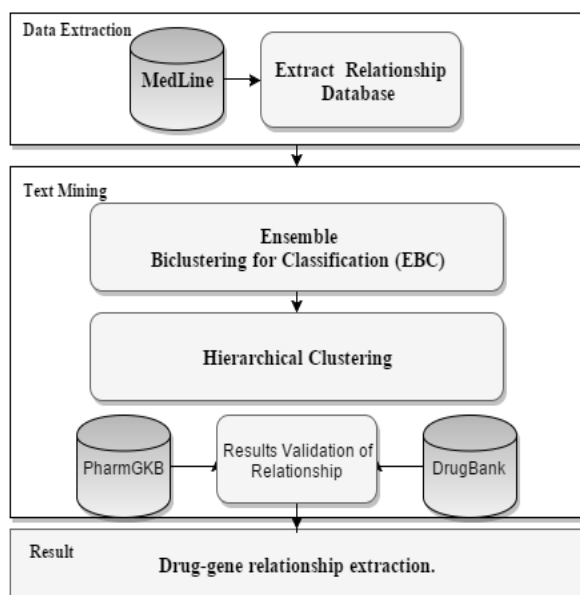 Data Extraction
MedLine
Extract Relationship
Database
Text Mining
Ensemble
Biclustering for Classification (EBC)
Hierarchical Clustering
PharmGKB
Results Validation of
Relationship
DrugBank
Result
Drug-gene relationship extraction.